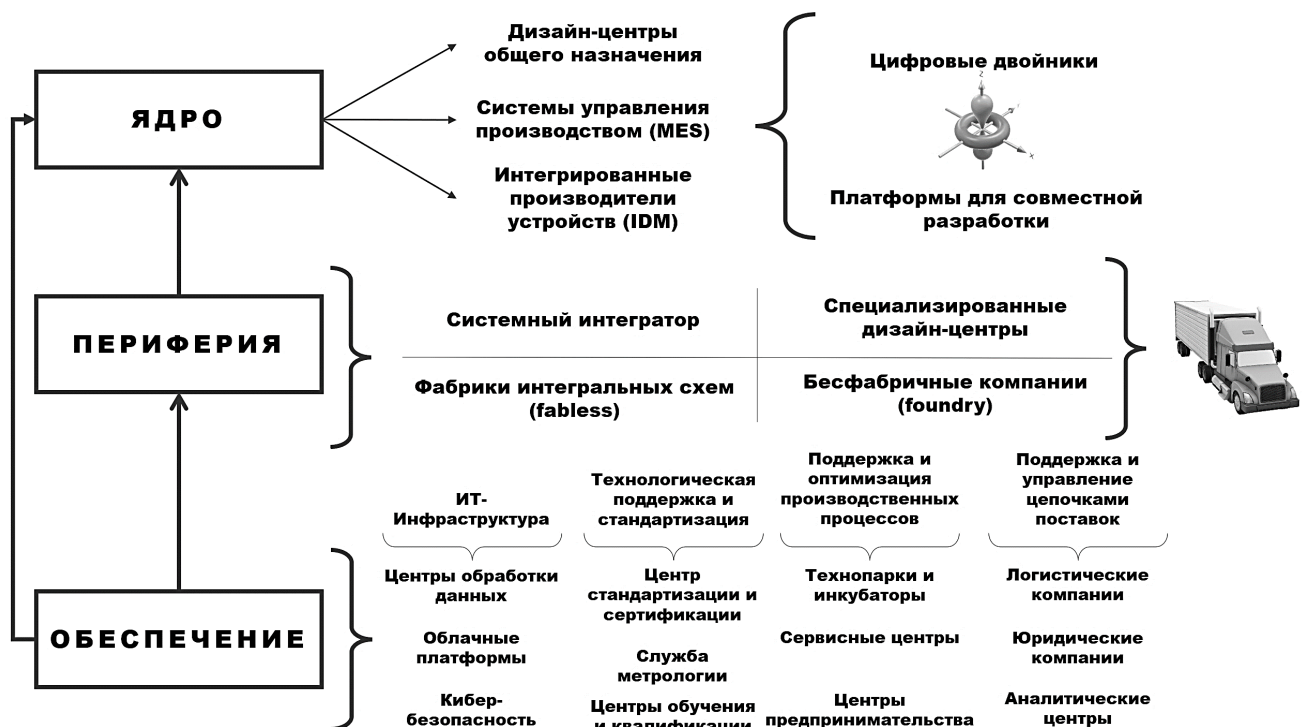 Дизайн-центры
общего назначения
ЯДРО
Системы управления
производством (MES)
Интегрированные
производители
устройств (IDM)
Цифровые двойники
z
x
Платформы для совместной
разработки
ПЕРИФЕРИЯ
Системный интегратор
Специализированные
дизайн-центры
Фабрики интегральных схем
(fabless)
Бесфабричные компании
(foundry)
ОБЕСПЕЧЕНИЕ
ИТ-
Инфраструктура
Центры обработки
данных
Облачные
платформы
Кибер-
безопасность
Технологическая
поддержка и
стандартизация
Центр
стандартизации и
сертификации
Служба
метрологии
Центры обучения
и квалификации
Поддержка и
оптимизация
производственных
процессов
Технопарки и
инкубаторы
Сервисные центры
Центры
предпринимательства
Поддержка и
управление
цепочками
поставок
Логистические
компании
Юридические
компании
Аналитические
центры